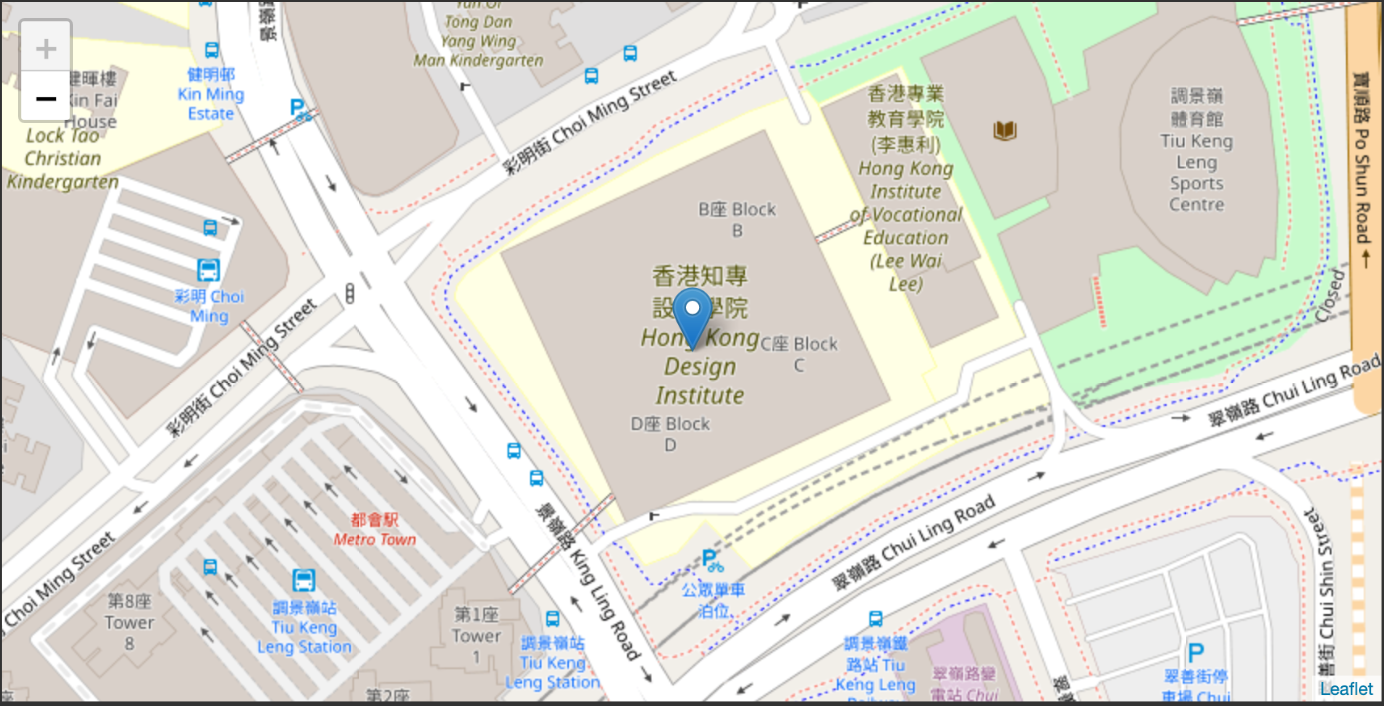 +
−
健暉樓
Kin Fai
House
Lock Tao
Christian
Kindergarten
健明邨
Kin Ming
Estate
景嶺
P
Tong Dan
Yang Wing
Man Kindergarten
彩明街 Choi Ming Street
香港專業
教育學院
(李惠利)
Hong Kong
Institute
of Vocational
Education
(Lee Wai
Lee)
調景嶺
體育館
Tiu Keng
Leng
Sports
Centre
寶順路 Po Shun Road
Closed
B座 Block
B
香港知專
設 學院
Hong Kong
Design
Institute
C座 Block
C
D座 Block
D
彩明 Choi
Ming
彩明街 Choi Ming Street
Choi Ming Street
都會駅
Metro Town
第8座
Tower
8
調景嶺站
Tiu Keng
Leng Station
第1座
Tower
1
第2座
座
景嶺路 King Ling Road
調景嶺站
Tiu Keng
Leng Station
P
公眾單車
泊位
翠嶺路 Chui Ling Road
翠嶺路 Chui Ling Road
調景嶺鐵
路站 Tiu
Keng Leng
翠嶺路變
電站 Chui
翠
P
翠善街停
車場 Chui
善街 Chui Shin Street
Leaflet